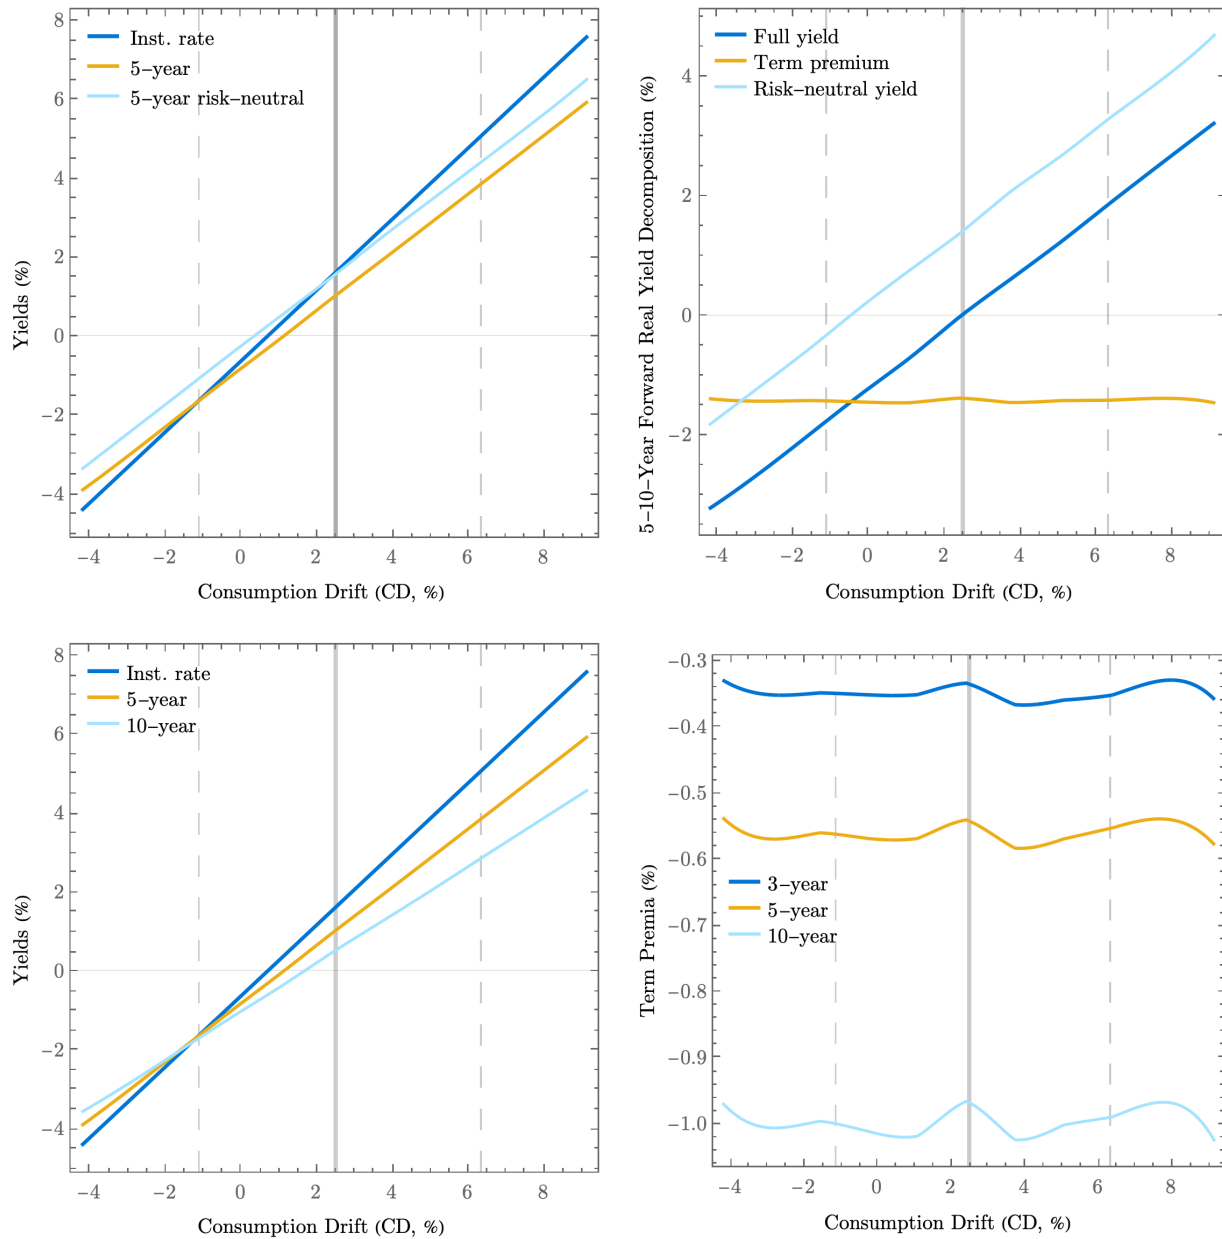 Yields (%)
8
6
4
2
0
−2
−4
Inst. rate
5−year
5−year risk−neutral
−4 −2 0 2 4 6 8
Consumption Drift (CD, %)
5−10−Year Forward Real Yield Decomposition (%)
4
2
0
−2
Full yield
Term premium
Risk−neutral yield
−4 −2 0 2 4 6 8
Consumption Drift (CD, %)
Yields (%)
8
6
4
2
0
−2
−4
Inst. rate
5−year
10−year
−4 −2 0 2 4 6 8
Consumption Drift (CD, %)
Term Premia (%)
−0.3
−0.4
−0.5
−0.6
−0.7
−0.8
−0.9
−1.0
3−year
5−year
10−year
−4 −2 0 2 4 6 8
Consumption Drift (CD, %)